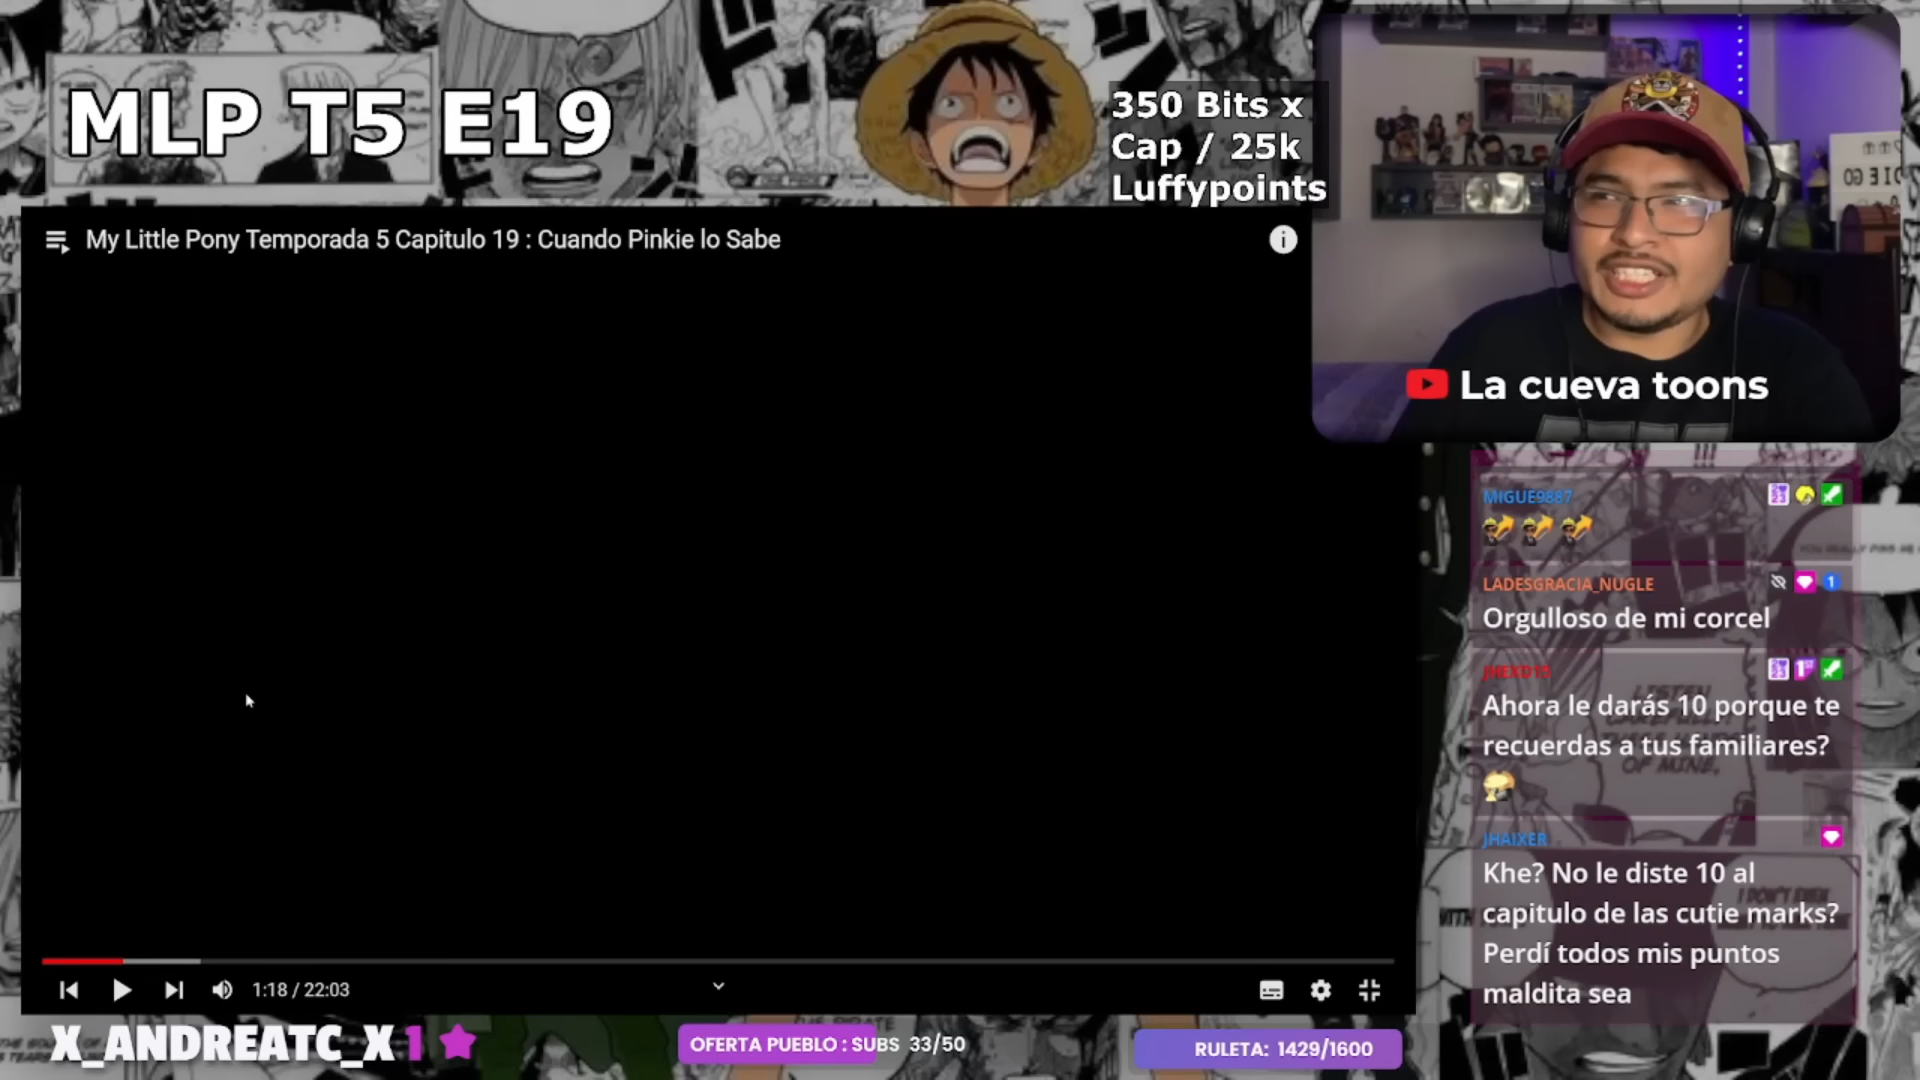 MLP T5 E19
350 Bits x
Cap / 25k
Luffypoints
My Little Pony Temporada 5 Capitulo 19 : Cuando Pinkie lo Sabe
La cueva toons
MIGUE9887
LADESGRACIA_NUGLE
Orgulloso de mi corcel
JHEXD15
Ahora le darás 10 porque te
recuerdas a tus familiares?
JHAIXER
Khe? No le diste 10 al
capitulo de las cutie marks?
Perdí todos mis puntos
maldita sea
1:18 / 22:03
X_ANDREATC_X 1
OFERTA PUEBLO : SUBS 33/50
RULETA: 1429/1600